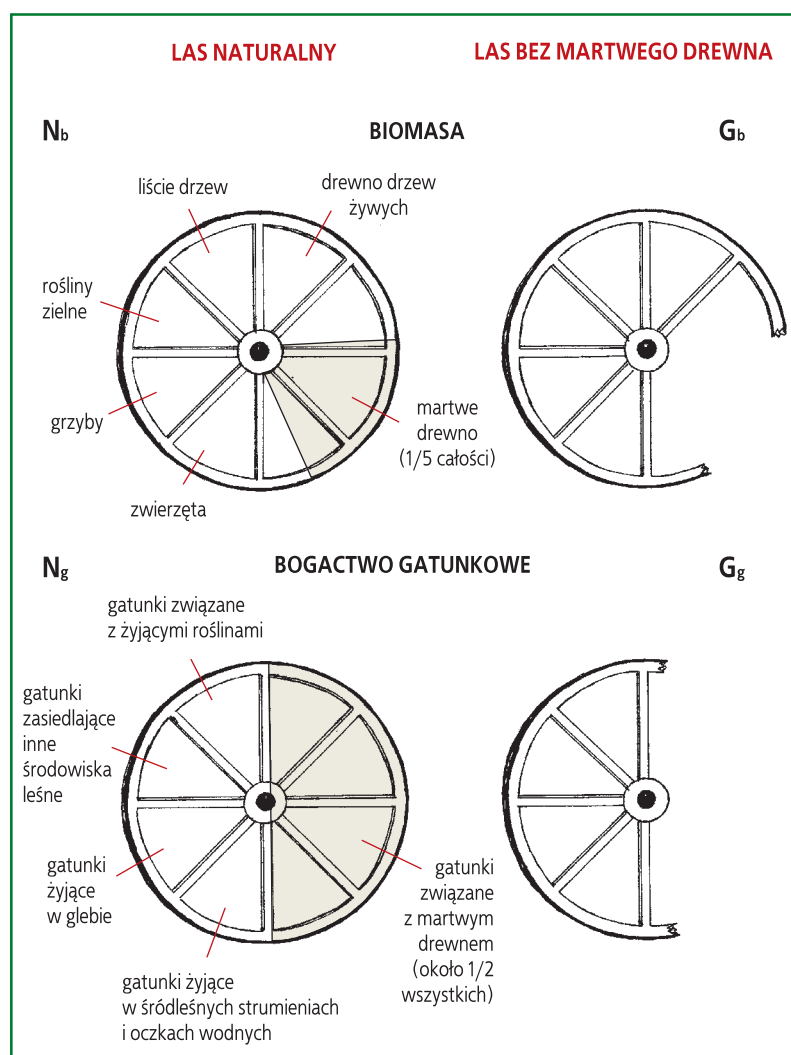 LAS NATURALNY
LAS BEZ MARTWEGO DREWNA
Nb
BIOMASA
Gb
liście drzew
drewno drzew
żywych
rośliny
zielne
grzyby
martwe
drewno
(1/5 całości)
zwierzęta
Ng
BOGACTWO GATUNKOWE
Gg
gatunki związane
z żyjącymi roślinami
gatunki
zasiedlające
inne
środowiska
leśne
gatunki
żyjące
w glebie
gatunki
związane
z martwym
drewnem
(około 1/2
wszystkich)
gatunki żyjące
w śródleśnych strumieniach
i oczkach wodnych